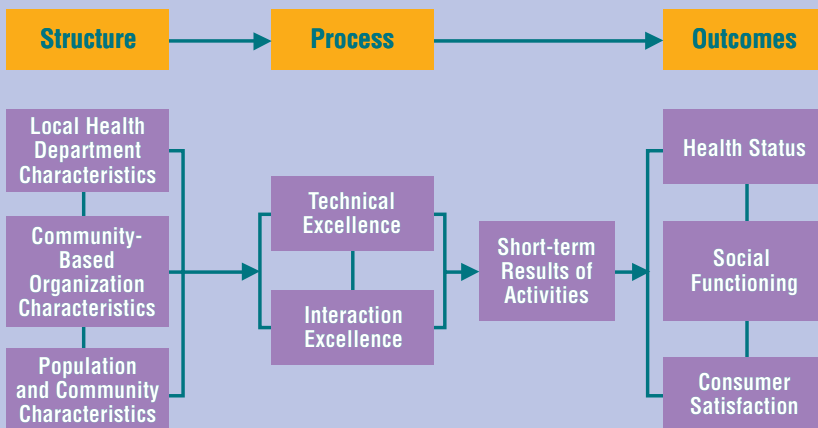 Structure
Process
Outcomes
Local Health
Department
Characteristics
Community-
Based
Organization
Characteristics
Population
and Community
Characteristics
Technical
Excellence
Interaction
Excellence
Short-term
Results of
Activities
Health Status
Social
Functioning
Consumer
Satisfaction